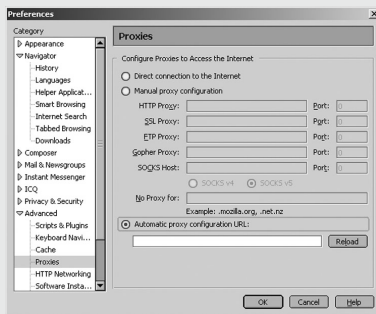 Preferences
Category
Appearance
Navigator
History
Languages
Helper Applicat...
Smart Browsing
Internet Search
Tabbed Browsing
Downloads
Composer
Mail & Newsgroups
Instant Messenger
ICQ
Privacy & Security
Advanced
Scripts & Plugins
Keyboard Navi...
Cache
Proxies
HTTP Networking
Software Insta...
Proxies
Configure Proxies to Access the Internet
Direct connection to the Internet
Manual proxy configuration
HTTP Proxy: Port: 0
SSL Proxy: Port: 0
FTP Proxy: Port: 0
Gopher Proxy: Port: 0
SOCKS Host: Port: 0
SOCKS v4 SOCKS v5
No Proxy for:
Example: .mozilla.org, .net.nz
Automatic proxy configuration URL:
Reload
OK Cancel Help